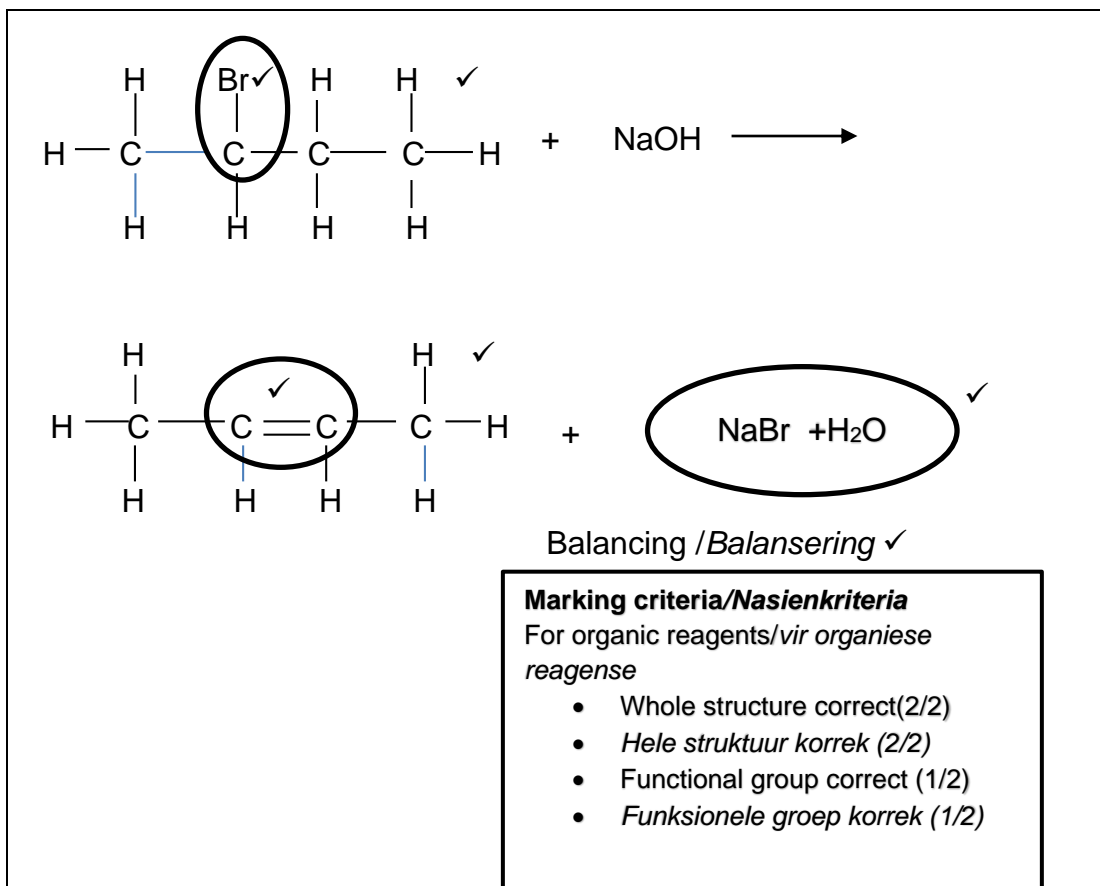 H Br✓ H H ✓
H C C C C H + NaOH
H H H H
H H ✓
✓
H C C C C H + NaBr +H₂O ✓
H H H H
Balancing /Balansering ✓
Marking criteria/Nasienkriteria
For organic reagents/vir organiese
reagense
• Whole structure correct(2/2)
• Hele struktuur korrek (2/2)
• Functional group correct (1/2)
• Funksionele groep korrek (1/2)